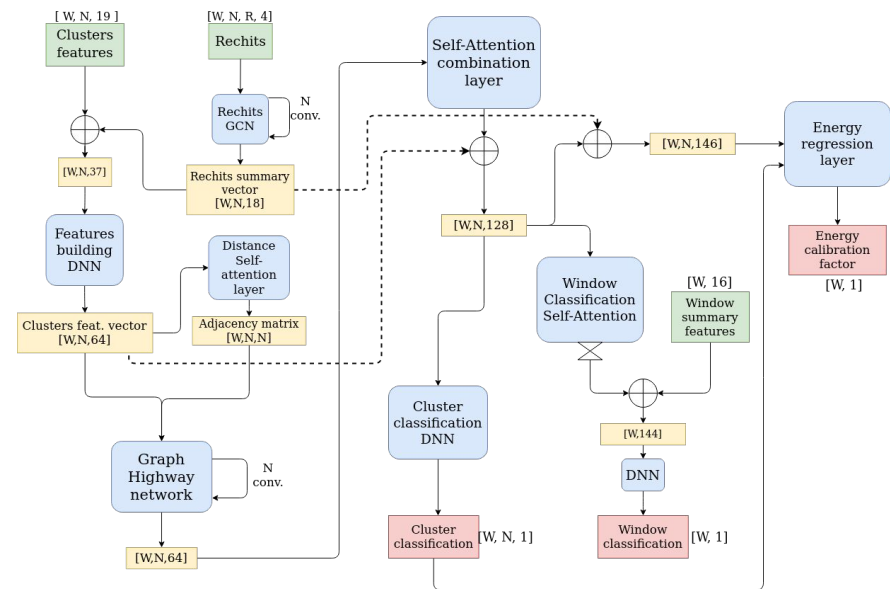 [ W, N, 19 ]
Clusters
features
[W, N, R, 4]
Rechits
Rechits
GCN
N
conv.
[W,N,37]
Rechits summary
vector
[W,N,18]
Features
building
DNN
Distance
Self-
attention
layer
Clusters feat. vector
[W,N,64]
Adjacency matrix
[W,N,N]
Graph
Highway
network
N
conv.
[W,N,64]
Self-Attention
combination
layer
[W,N,128]
[W,N,146]
Energy
regression
layer
Energy
calibration
factor
[W, 1]
Window
Classification
Self-Attention
[W, 16]
Window
summary
features
[W,144]
DNN
Window
classification
[W, 1]
Cluster
classification
DNN
Cluster
classification
[W, N, 1]